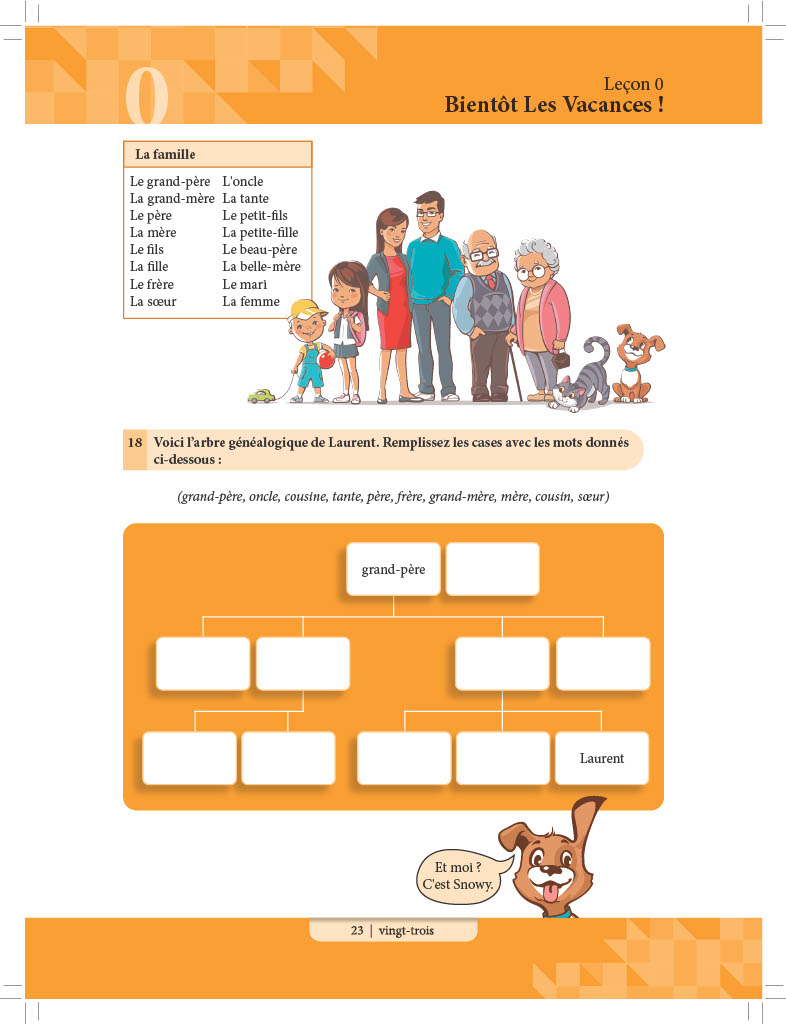 0
Leçon 0
Bientôt Les Vacances !
La famille
Le grand-père L'oncle
La grand-mère La tante
Le père Le petit-fils
La mère La petite-fille
Le fils Le beau-père
La fille La belle-mère
Le frère Le mari
La sœur La femme
18 Voici l’arbre généalogique de Laurent. Remplissez les cases avec les mots donnés
ci-dessous :
(grand-père, oncle, cousine, tante, père, frère, grand-mère, mère, cousin, sœur)
grand-père
Laurent
Et moi ?
C'est Snowy.
23 | vingt-trois